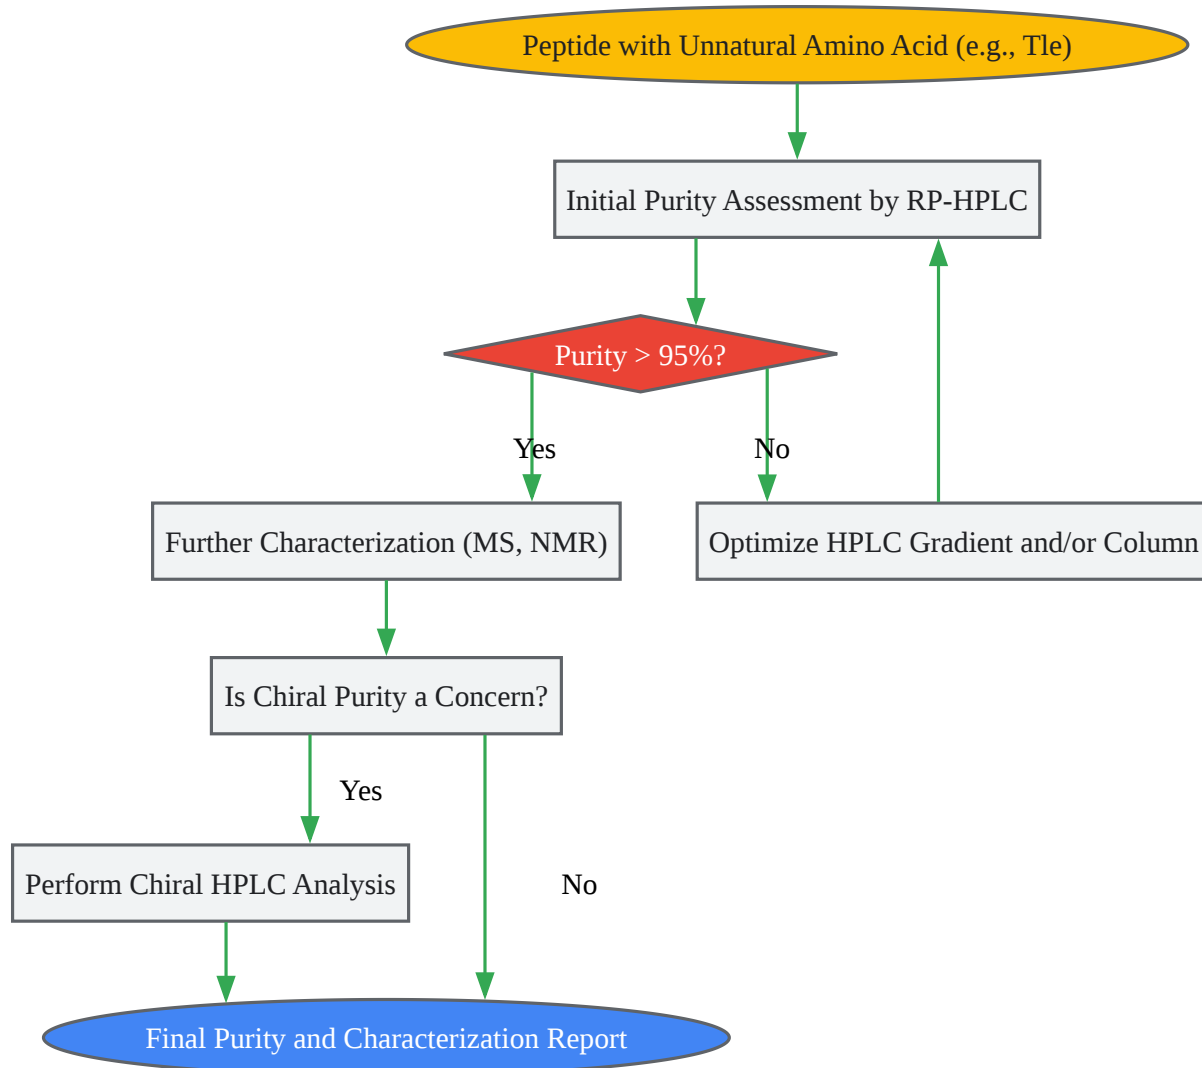 Peptide with Unnatural Amino Acid (e.g., Tle)
Initial Purity Assessment by RP-HPLC
Purity > 95%?
Yes
No
Further Characterization (MS, NMR)
Optimize HPLC Gradient and/or Column
Is Chiral Purity a Concern?
Yes
Perform Chiral HPLC Analysis
No
Final Purity and Characterization Report